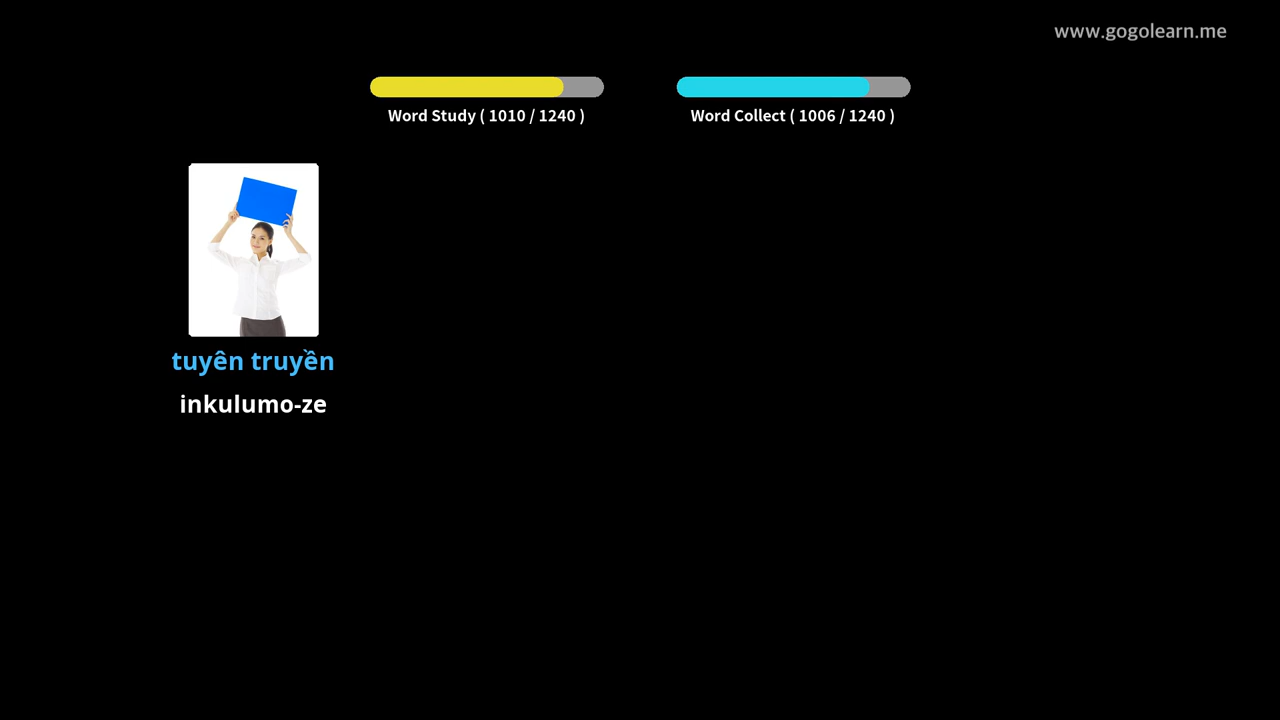 www.gogolearn.me
Word Study ( 1010 / 1240 )
Word Collect ( 1006 / 1240 )
tuyên truyền
inkulumo-ze